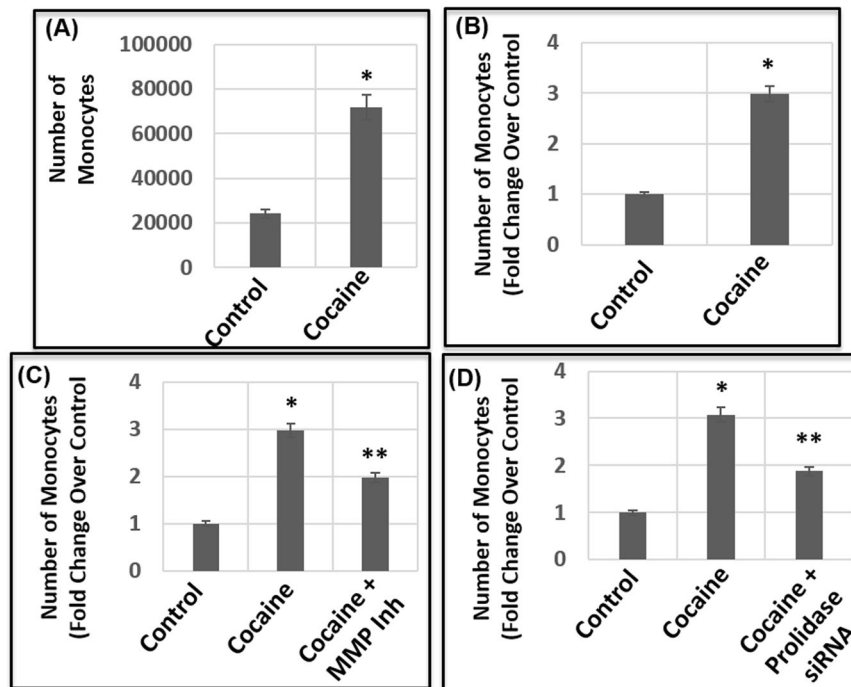 (A)
Number of
Monocytes
100000
80000
60000
40000
20000
0
*
Control
Cocaine
(B)
Number of Monocytes
(Fold Change Over Control
4
3
2
1
0
*
Control
Cocaine
(C)
Number of Monocytes
(Fold Change Over Control
4
3
2
1
0
*
**
Control
Cocaine
Cocaine +
MMP Inh
(D)
Number of Monocytes
(Fold Change Over Control
4
3
2
1
0
*
**
Control
Cocaine
Cocaine +
Prolidase
siRNA